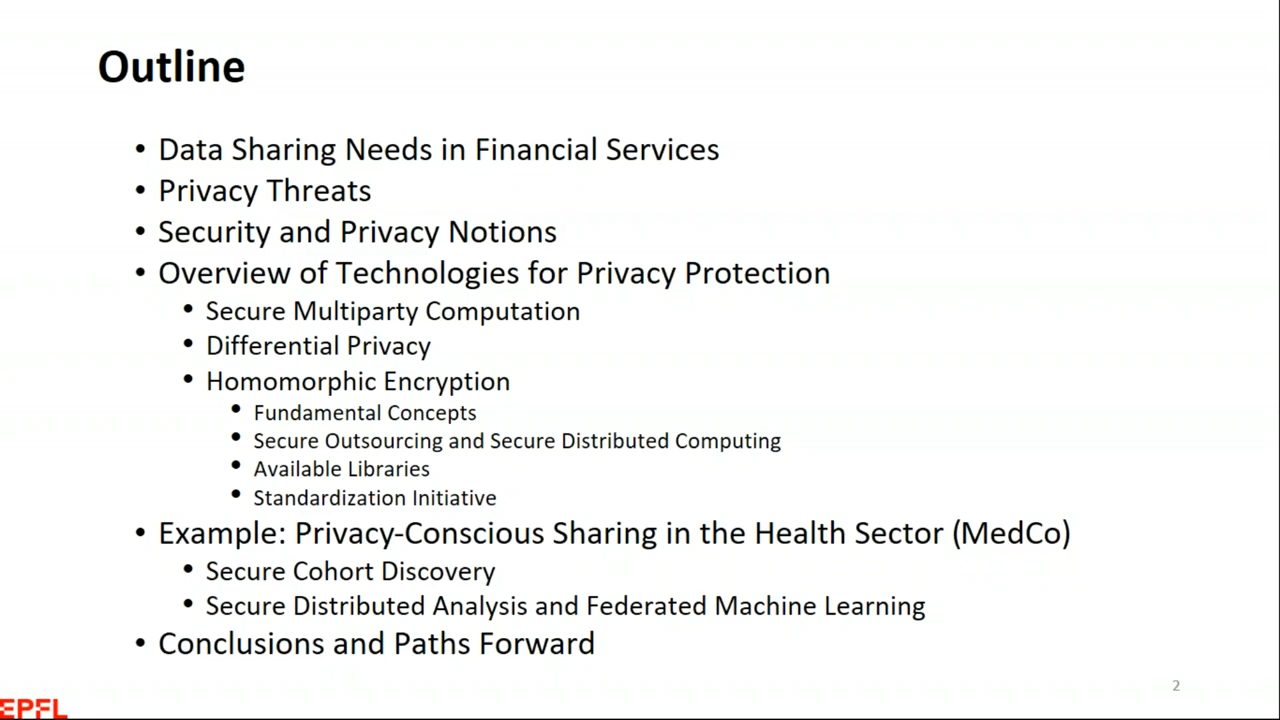 Outline
• Data Sharing Needs in Financial Services
• Privacy Threats
• Security and Privacy Notions
• Overview of Technologies for Privacy Protection
• Secure Multiparty Computation
• Differential Privacy
• Homomorphic Encryption
• Fundamental Concepts
• Secure Outsourcing and Secure Distributed Computing
• Available Libraries
• Standardization Initiative
• Example: Privacy-Conscious Sharing in the Health Sector (MedCo)
• Secure Cohort Discovery
• Secure Distributed Analysis and Federated Machine Learning
• Conclusions and Paths Forward
2
EPFL